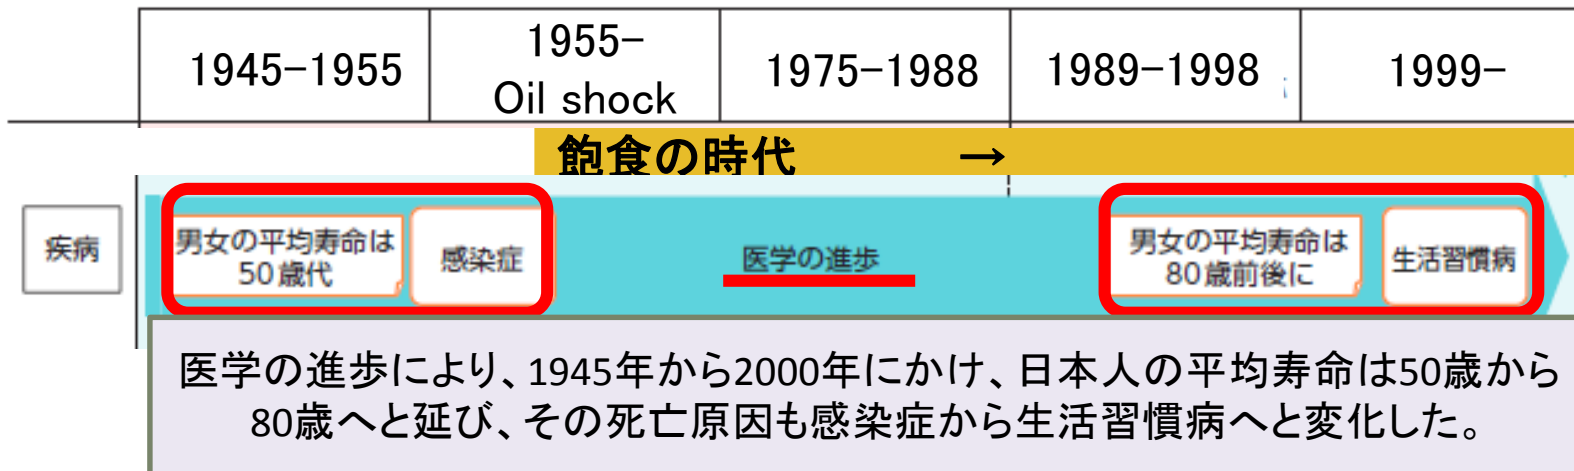 1945-1955
1955-
Oil shock
1975-1988
1989-1998
1999-
飽食の時代 →
疾病
男女の平均寿命は
50歳代
感染症
医学の進歩
男女の平均寿命は
80歳前後に
生活習慣病
医学の進歩により、1945年から2000年にかけ、日本人の平均寿命は50歳から
80歳へと延び、その死亡原因も感染症から生活習慣病へと変化した。